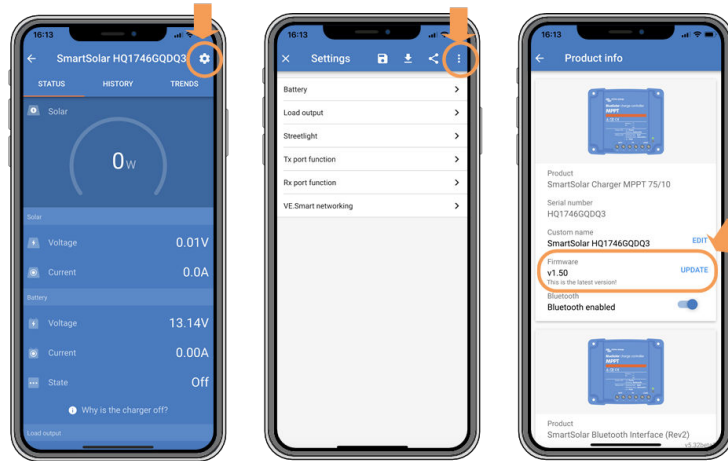 16:13
SmartSolar HQ1746GQDQ3
STATUS HISTORY TRENDS
Solar
0W
Solar
Voltage 0.01V
Current 0.0A
Battery
Voltage 13.14V
Current 0.00A
State Off
Why is the charger off?
Load output
16:13
Settings
Battery
Load output
Streetlight
Tx port function
Rx port function
VE.Smart networking
16:13
Product info
MPPT
Product
SmartSolar Charger MPPT 75/10
Serial number
HQ1746GQDQ3
Custom name
SmartSolar HQ1746GQDQ3 EDIT
Firmware
v1.50 UPDATE
This is the latest version!
Bluetooth
Bluetooth enabled
MPPT
Product
SmartSolar Bluetooth Interface (Rev2)